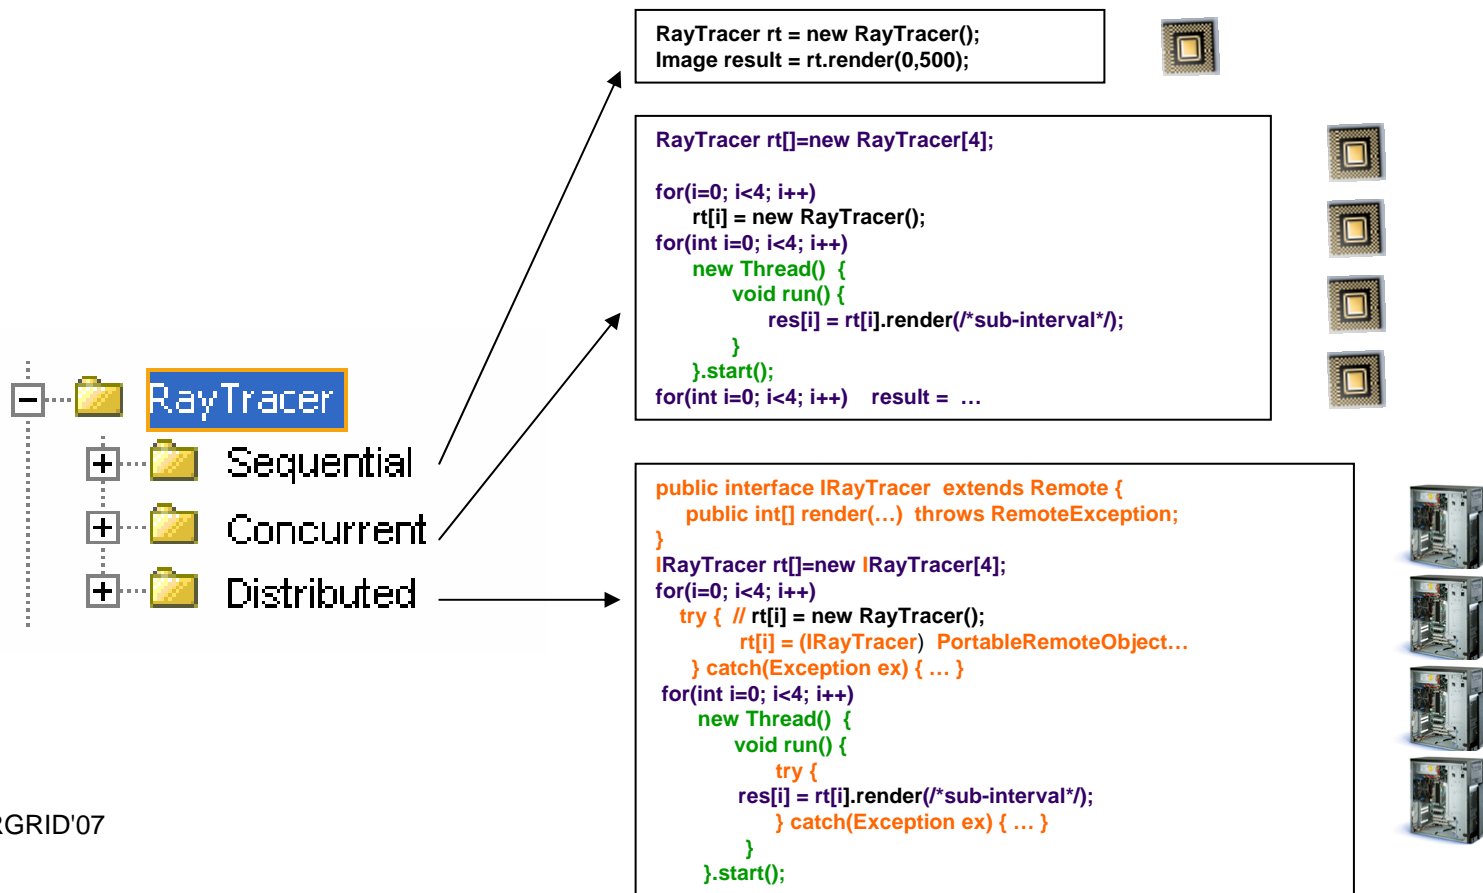 RayTracer rt = new RayTracer();
Image result = rt.render(0,500);
RayTracer rt[]=new RayTracer[4];
for(i=0; i<4; i++)
rt[i] = new RayTracer();
for(int i=0; i<4; i++)
new Thread() {
void run() {
res[i] = rt[i].render(/*sub-interval*/);
}
}.start();
for(int i=0; i<4; i++) result = …
RayTracer
Sequential
Concurrent
Distributed
public interface IRayTracer extends Remote {
public int[] render(…) throws RemoteException;
}
IRayTracer rt[]=new IRayTracer[4];
for(i=0; i<4; i++)
try { // rt[i] = new RayTracer();
rt[i] = (IRayTracer) PortableRemoteObject…
} catch(Exception ex) { … }
for(int i=0; i<4; i++)
new Thread() {
void run() {
try {
res[i] = rt[i].render(/*sub-interval*/);
} catch(Exception ex) { … }
}
}.start();
GRID'07